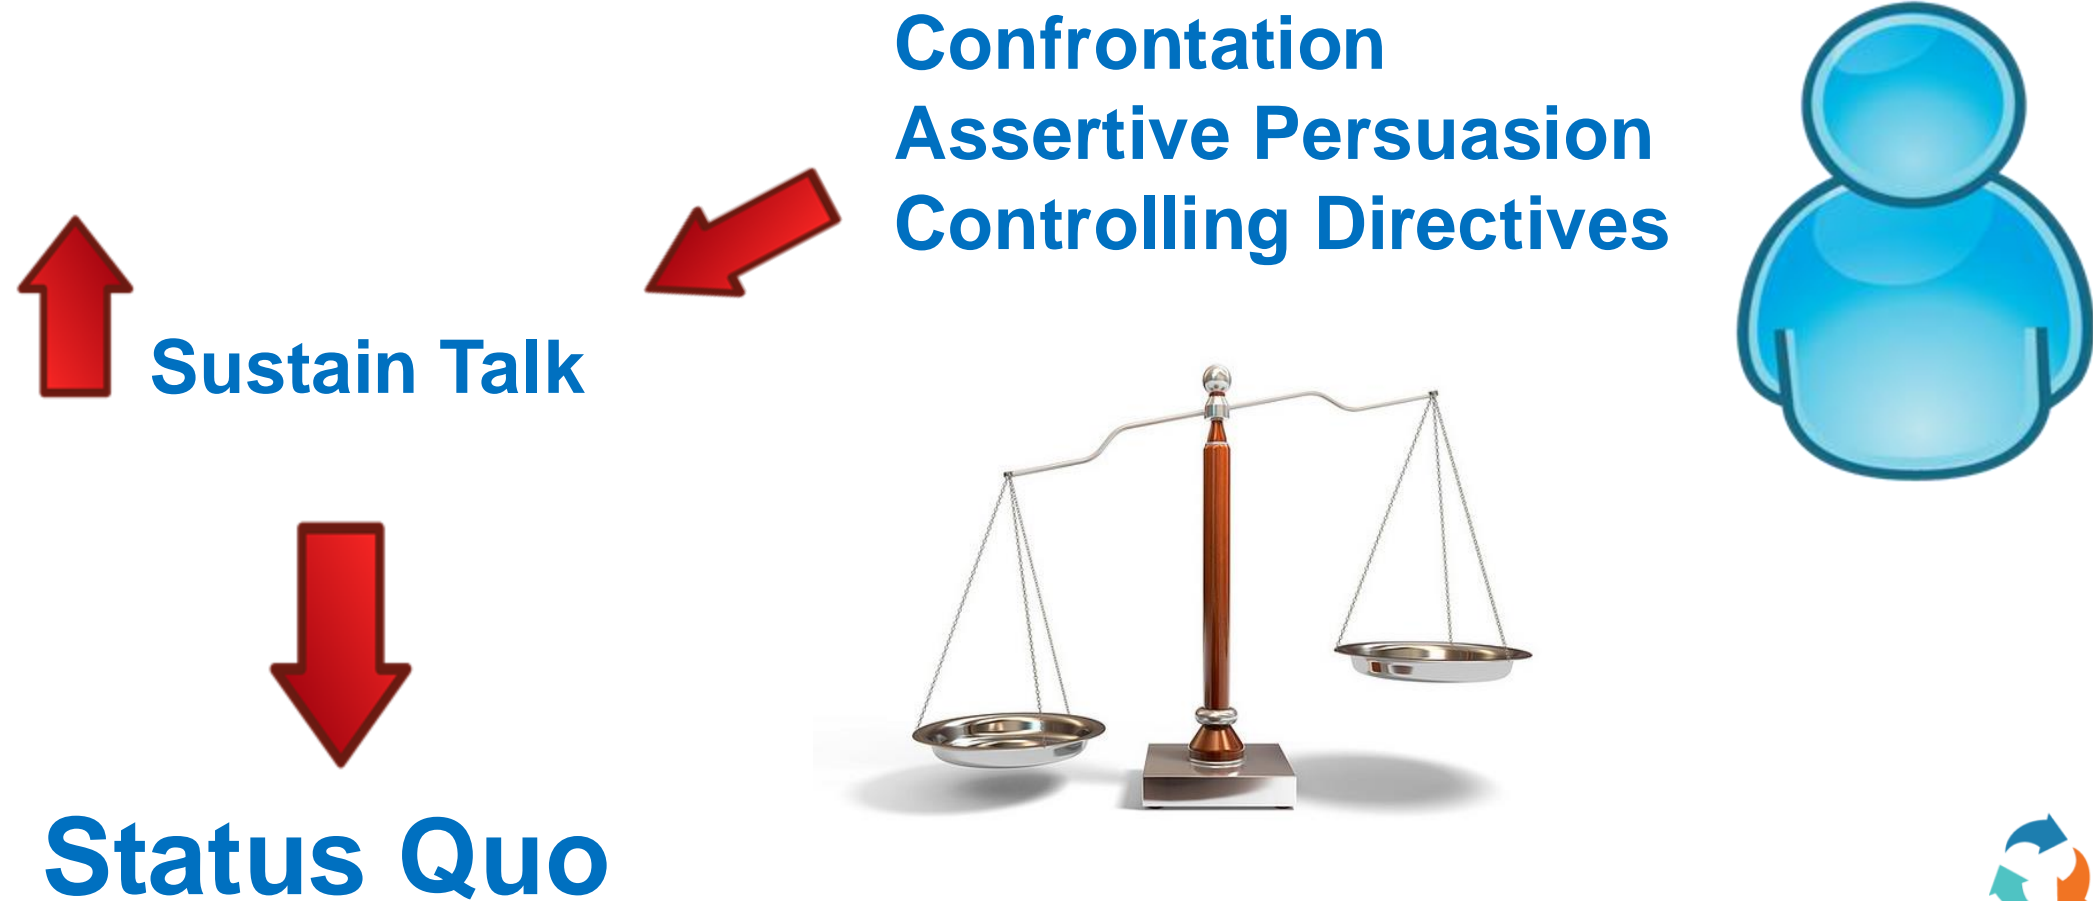 Confrontation
Assertive Persuasion
Controlling Directives
Sustain Talk
Status Quo